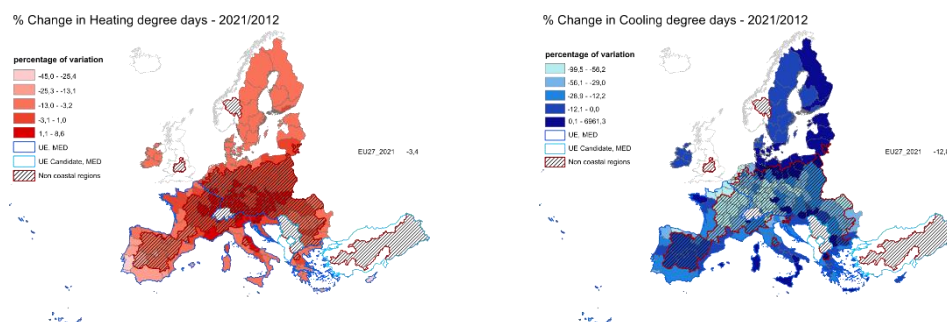 % Change in Heating degree days - 2021/2012
percentage of variation
-45,0 - -25,4
-25,3 - -13,1
-13,0 - -3,2
-3,1 - 1,0
1,1 - 8,6
UE, MED
UE Candidate, MED
Non coastal regions
EU27_2021 -3,4
% Change in Cooling degree days - 2021/2012
percentage of variation
-99,5 - -56,2
-56,1 - -29,0
-28,9 - -12,2
-12,1 - 0,0
0,1 - 6961,3
UE, MED
UE Candidate, MED
Non coastal regions
EU27_2021